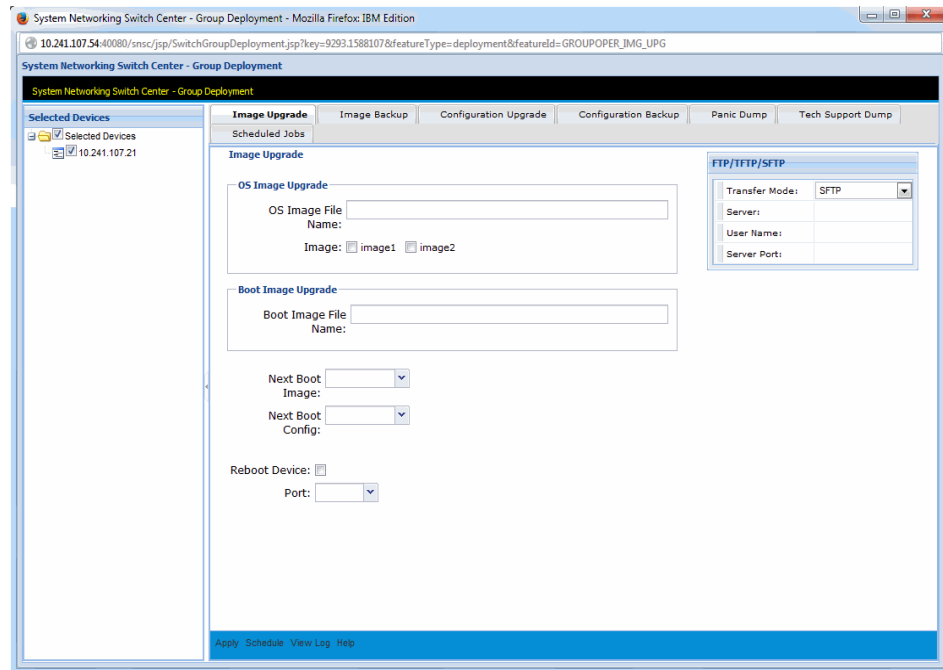 System Networking Switch Center - Group Deployment - Mozilla Firefox: IBM Edition
10.241.107.54:40080/snsc/jsp/SwitchGroupDeployment.jsp?key=9293.1588107&featureType=deployment&featureId=GROUPOPER_IMG_UPG
System Networking Switch Center - Group Deployment
System Networking Switch Center - Group Deployment
Selected Devices
Selected Devices
10.241.107.21
Image Upgrade Image Backup Configuration Upgrade Configuration Backup Panic Dump Tech Support Dump
Scheduled Jobs
Image Upgrade
OS Image Upgrade
OS Image File
Name:
Image: image1 image2
Boot Image Upgrade
Boot Image File
Name:
Next Boot
Image:
Next Boot
Config:
Reboot Device:
Port:
FTP/TFTP/SFTP
Transfer Mode: SFTP
Server:
User Name:
Server Port:
Apply Schedule View Log Help